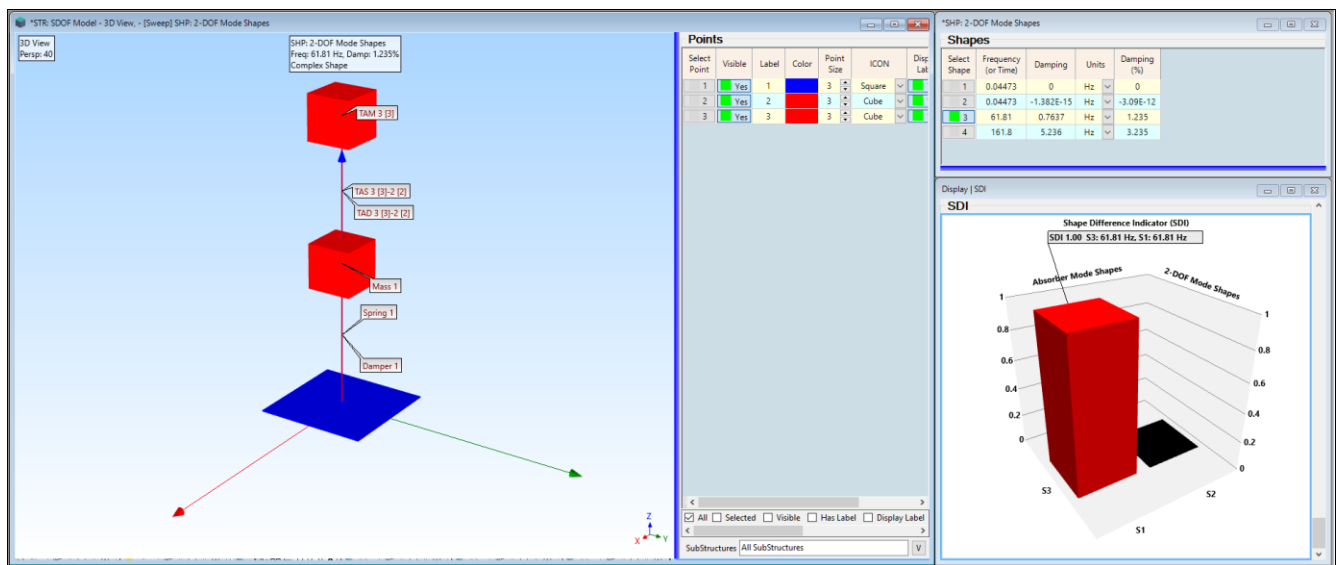 *STR: SDOF Model - 3D View, - [Sweep] SHP: 2-DOF Mode Shapes
3D View
Persp: 40
SHP: 2-DOF Mode Shapes
Freq: 61.81 Hz, Damp: 1.235%
Complex Shape
TAM 3 [3]
TAS 3 [3]-2 [2]
TAD 3 [3]-2 [2]
Mass 1
Spring 1
Damper 1
Z
X
Y
Points
Select Point Visible Label Color Point Size ICON Disp Lab
1 Yes 1 3 Square
2 Yes 2 3 Cube
3 Yes 3 3 Cube
All Selected Visible Has Label Display Label
SubStructures All SubStructures V
*SHP: 2-DOF Mode Shapes
Shapes
Select Shape Frequency (or Time) Damping Units Damping (%)
1 0.04473 0 Hz 0
2 0.04473 -1.382E-15 Hz -3.09E-12
3 61.81 0.7637 Hz 1.235
4 161.8 5.236 Hz 3.235
Display | SDI
SDI
Shape Difference Indicator (SDI)
SDI 1.00 S3: 61.81 Hz, S1: 61.81 Hz
Absorber Mode Shapes
2-DOF Mode Shapes
1
0.8
0.6
0.4
0.2
0
1
0.8
0.6
0.4
0.2
0
S3
S1
S2